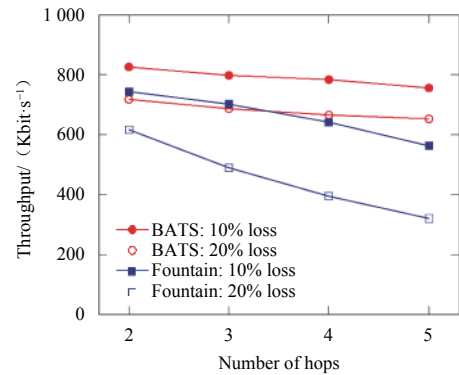 1 000
800
600
400
200
0
Throughput/（Kbit·s⁻¹）
BATS: 10% loss
BATS: 20% loss
Fountain: 10% loss
Fountain: 20% loss
2 3 4 5
Number of hops